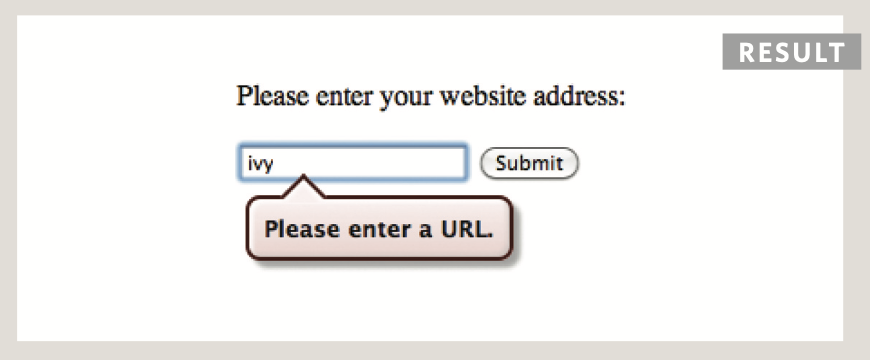 RESULT
Please enter your website address:
ivy Submit
Please enter a URL.